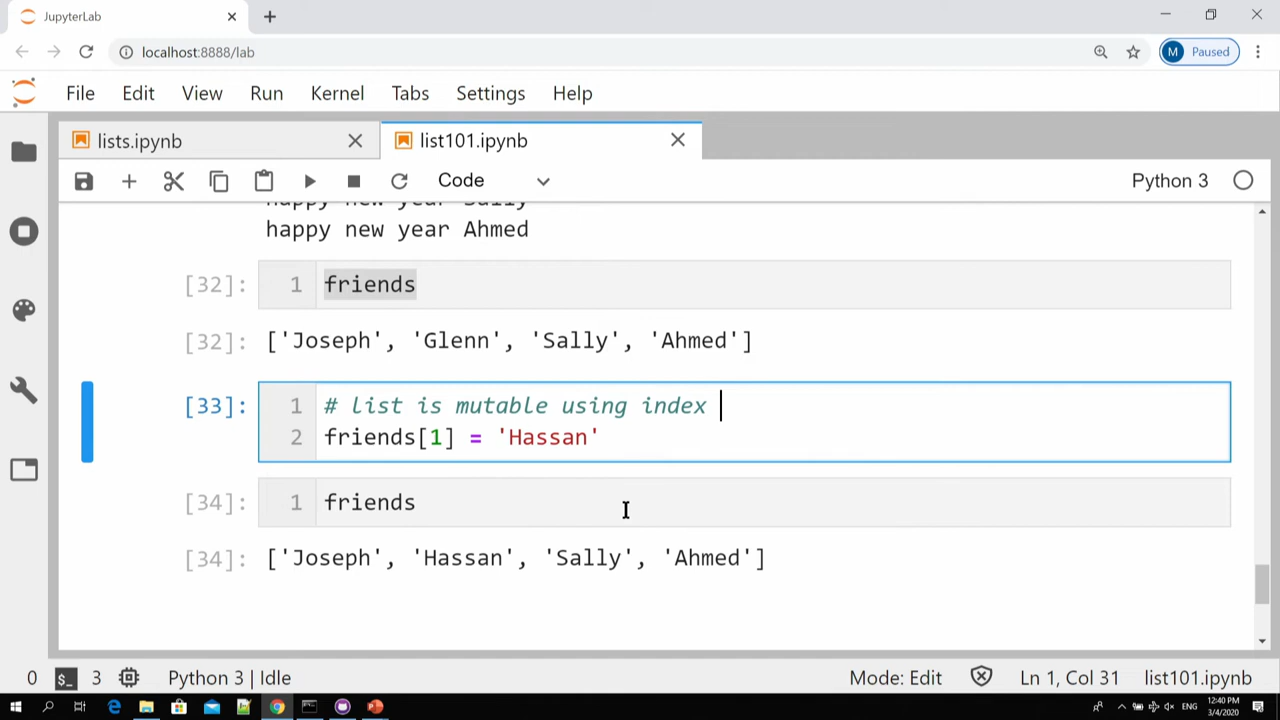 JupyterLab
localhost:8888/lab
M Paused
File Edit View Run Kernel Tabs Settings Help
lists.ipynb list101.ipynb
Code Python 3
happy new year Sally
happy new year Ahmed
[32]: 1 friends
[32]: ['Joseph', 'Glenn', 'Sally', 'Ahmed']
[33]: 1 # list is mutable using index
2 friends[1] = 'Hassan'
[34]: 1 friends
[34]: ['Joseph', 'Hassan', 'Sally', 'Ahmed']
0 $_ 3 Python 3 | Idle Mode: Edit Ln 1, Col 31 list101.ipynb
ENG 12:40 PM
3/4/2020